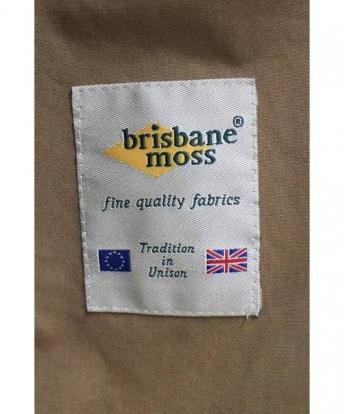 brisbane®
moss
fine quality fabrics
Tradition
in
Unison